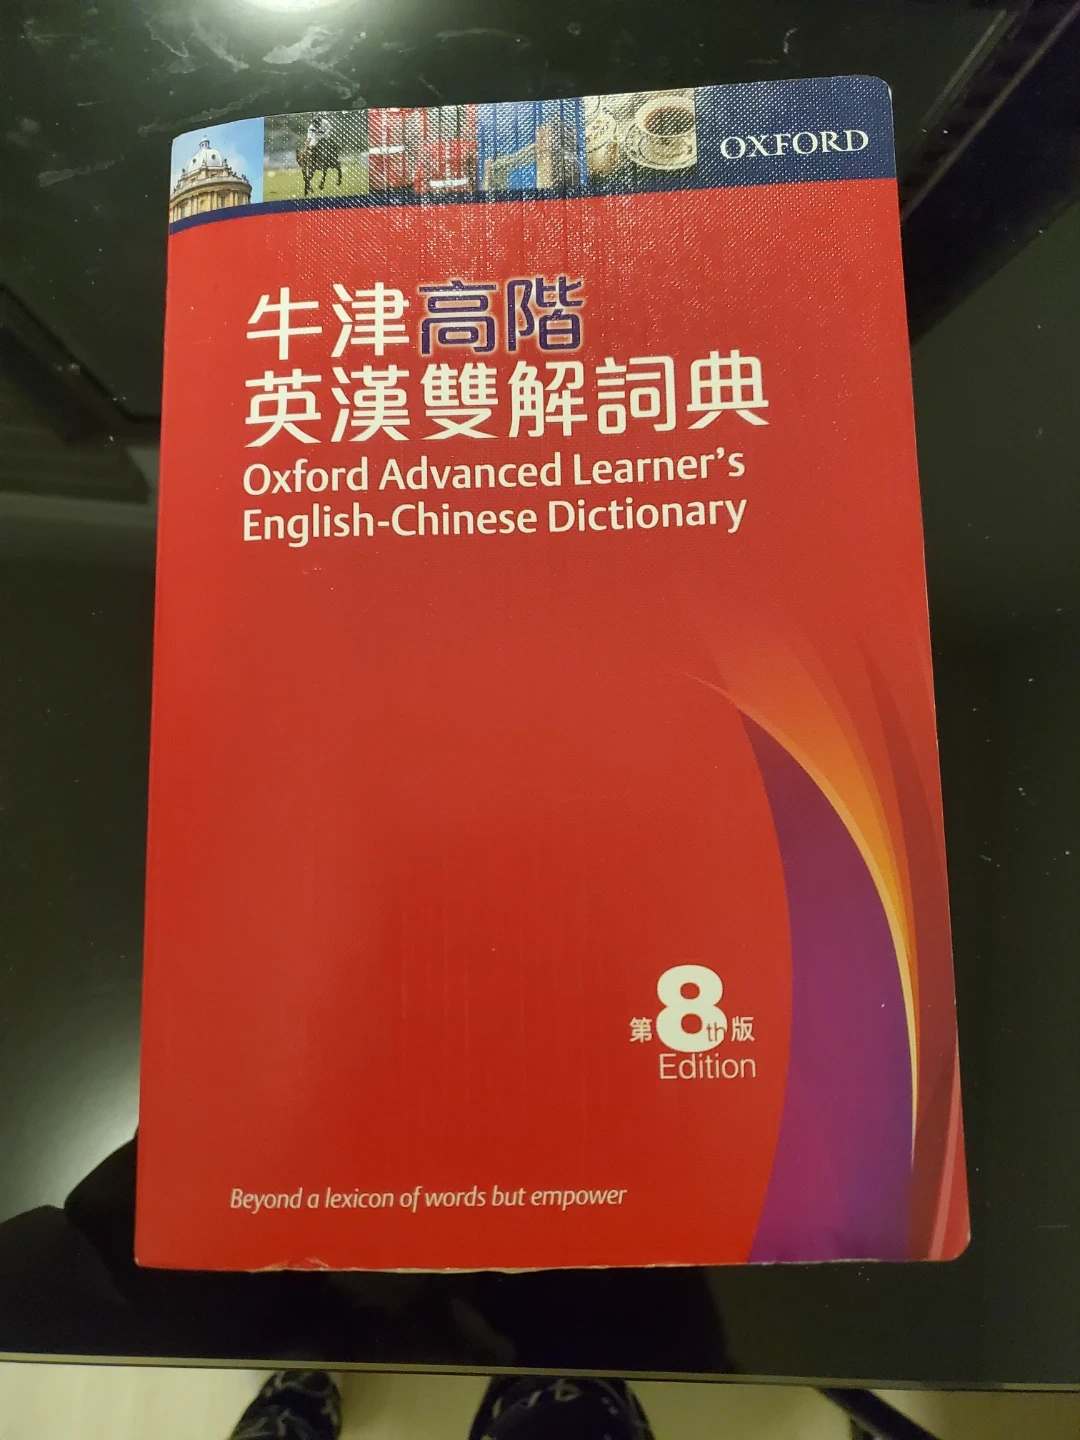 OXFORD
牛津高階
英漢雙解詞典
Oxford Advanced Learner's
English-Chinese Dictionary
第8th版
Edition
Beyond a lexicon of words but empower